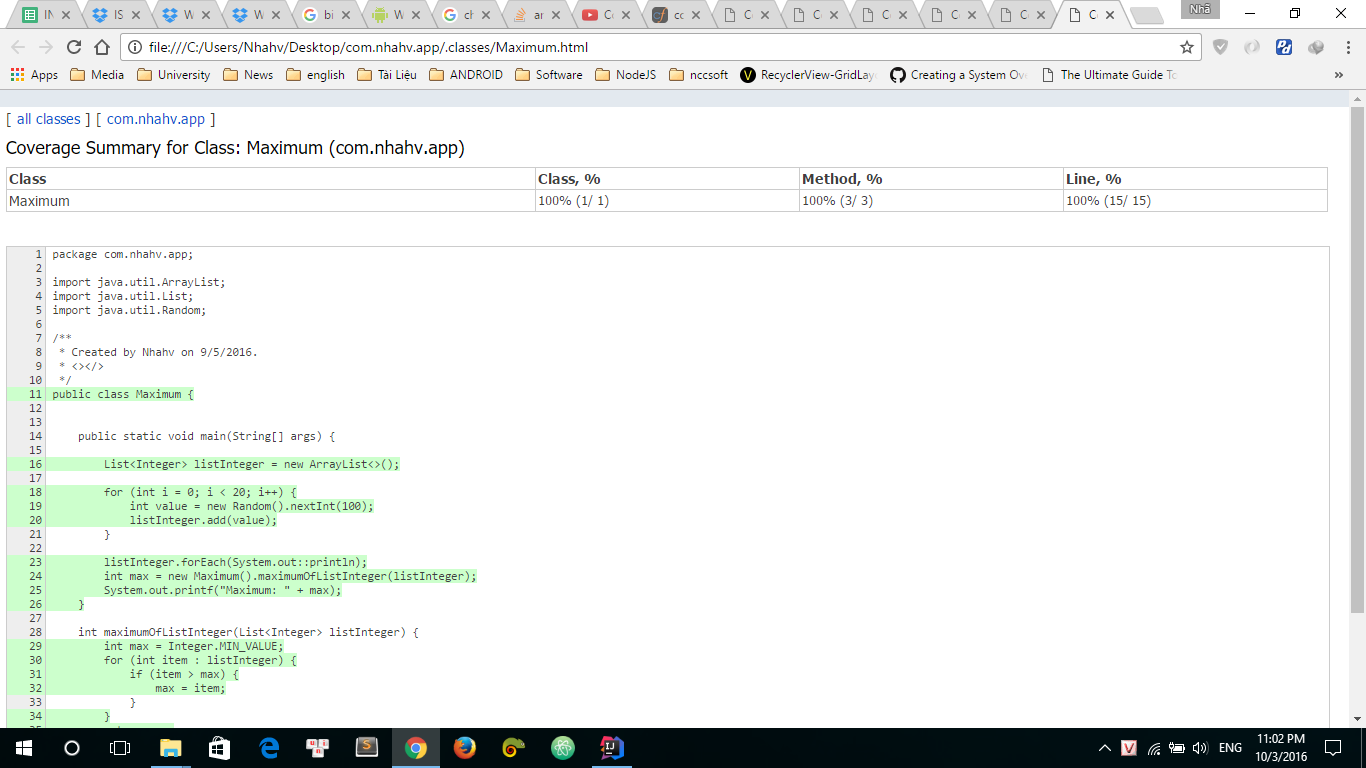 IN
IS
W
W
bi
W
ch
ar
Co
co
C
C
C
C
C
C
Nhã
file:///C:/Users/Nhahv/Desktop/com.nhahv.app/.classes/Maximum.html
Apps Media University News english Tài Liệu ANDROID Software NodeJS nccsoft RecyclerView-GridLay Creating a System Ov The Ultimate Guide To »
[ all classes ] [ com.nhahv.app ]
Coverage Summary for Class: Maximum (com.nhahv.app)
Class Class, % Method, % Line, %
Maximum 100% (1/ 1) 100% (3/ 3) 100% (15/ 15)
1 package com.nhahv.app;
2
3 import java.util.ArrayList;
4 import java.util.List;
5 import java.util.Random;
6
7 /**
8 * Created by Nhahv on 9/5/2016.
9 * <></>
10 */
11 public class Maximum {
12
13
14 public static void main(String[] args) {
15
16 List<Integer> listInteger = new ArrayList<>();
17
18 for (int i = 0; i < 20; i++) {
19 int value = new Random().nextInt(100);
20 listInteger.add(value);
21 }
22
23 listInteger.forEach(System.out::println);
24 int max = new Maximum().maximumOfListInteger(listInteger);
25 System.out.printf("Maximum: " + max);
26 }
27
28 int maximumOfListInteger(List<Integer> listInteger) {
29 int max = Integer.MIN_VALUE;
30 for (int item : listInteger) {
31 if (item > max) {
32 max = item;
33 }
34 }
ENG
11:02 PM
10/3/2016